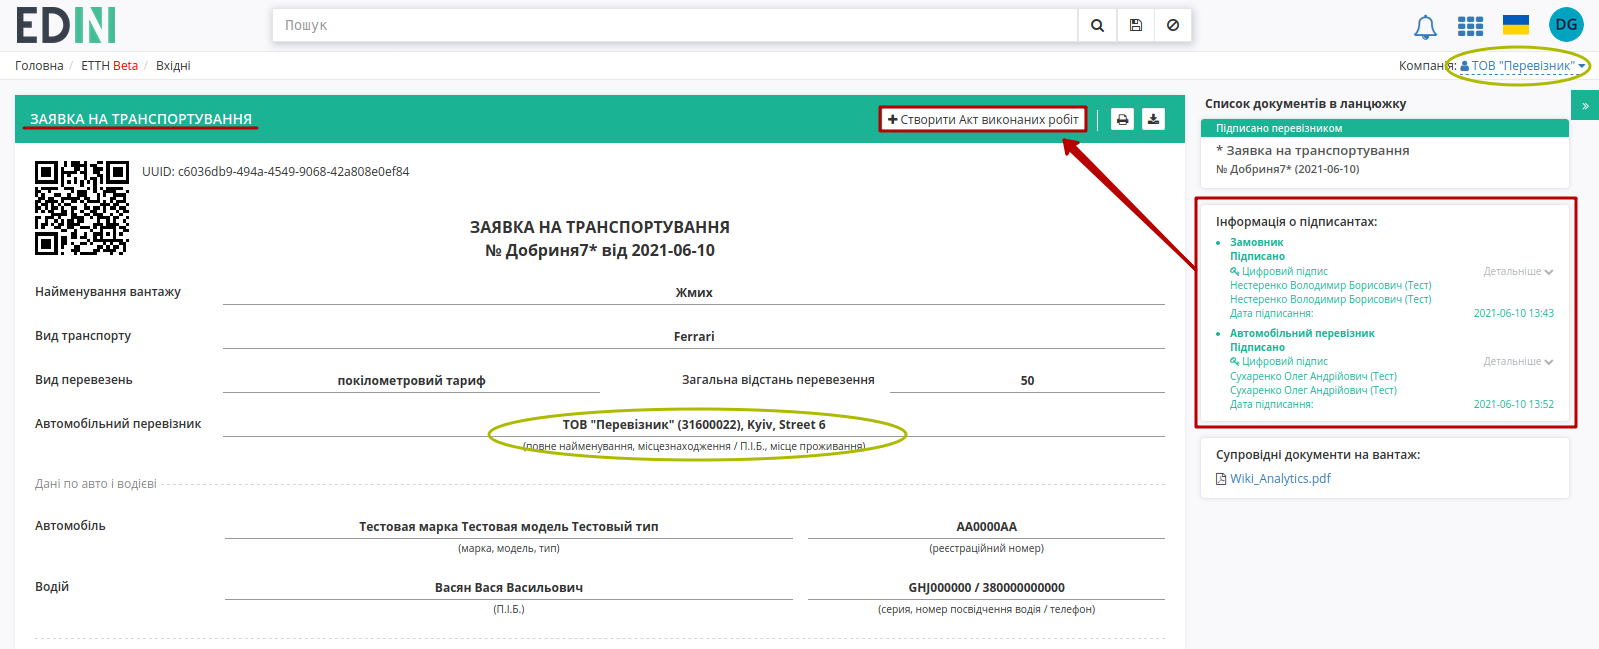 EDIN
Пошук
DG
Головна / ЕТТН Beta / Вхідні
Компанія: ТОВ "Перевізник"
ЗАЯВКА НА ТРАНСПОРТУВАННЯ
Створити Акт виконаних робіт
UUID: c6036db9-494a-4549-9068-42a808e0ef84
ЗАЯВКА НА ТРАНСПОРТУВАННЯ
№ Добриня7* від 2021-06-10
Найменування вантажу Жмих
Вид транспорту Ferrari
Вид перевезень покілометровий тариф Загальна відстань перевезення 50
Автомобільний перевізник ТОВ "Перевізник" (31600022), Kyiv, Street 6
(повне найменування, місцезнаходження / П.І.Б., місце проживання)
Дані по авто і водієві
Автомобіль Тестовая марка Тестовая модель Тестовый тип АА0000АА
(марка, модель, тип) (реєстраційний номер)
Водій Васян Вася Васильович GHJ000000 / 380000000000
(П.І.Б.) (серия, номер посвідчення водія / телефон)
Список документів в ланцюжку
»
Підписано перевізником
* Заявка на транспортування
№ Добриня7* (2021-06-10)
Інформація о підписантах:
Замовник
Підписано
Цифровий підпис Детальніше
Нестеренко Володимир Борисович (Тест)
Нестеренко Володимир Борисович (Тест)
Дата підписання: 2021-06-10 13:43
Автомобільний перевізник
Підписано
Цифровий підпис Детальніше
Сухаренко Олег Андрійович (Тест)
Сухаренко Олег Андрійович (Тест)
Дата підписання: 2021-06-10 13:52
Супровідні документи на вантаж:
Wiki_Analytics.pdf